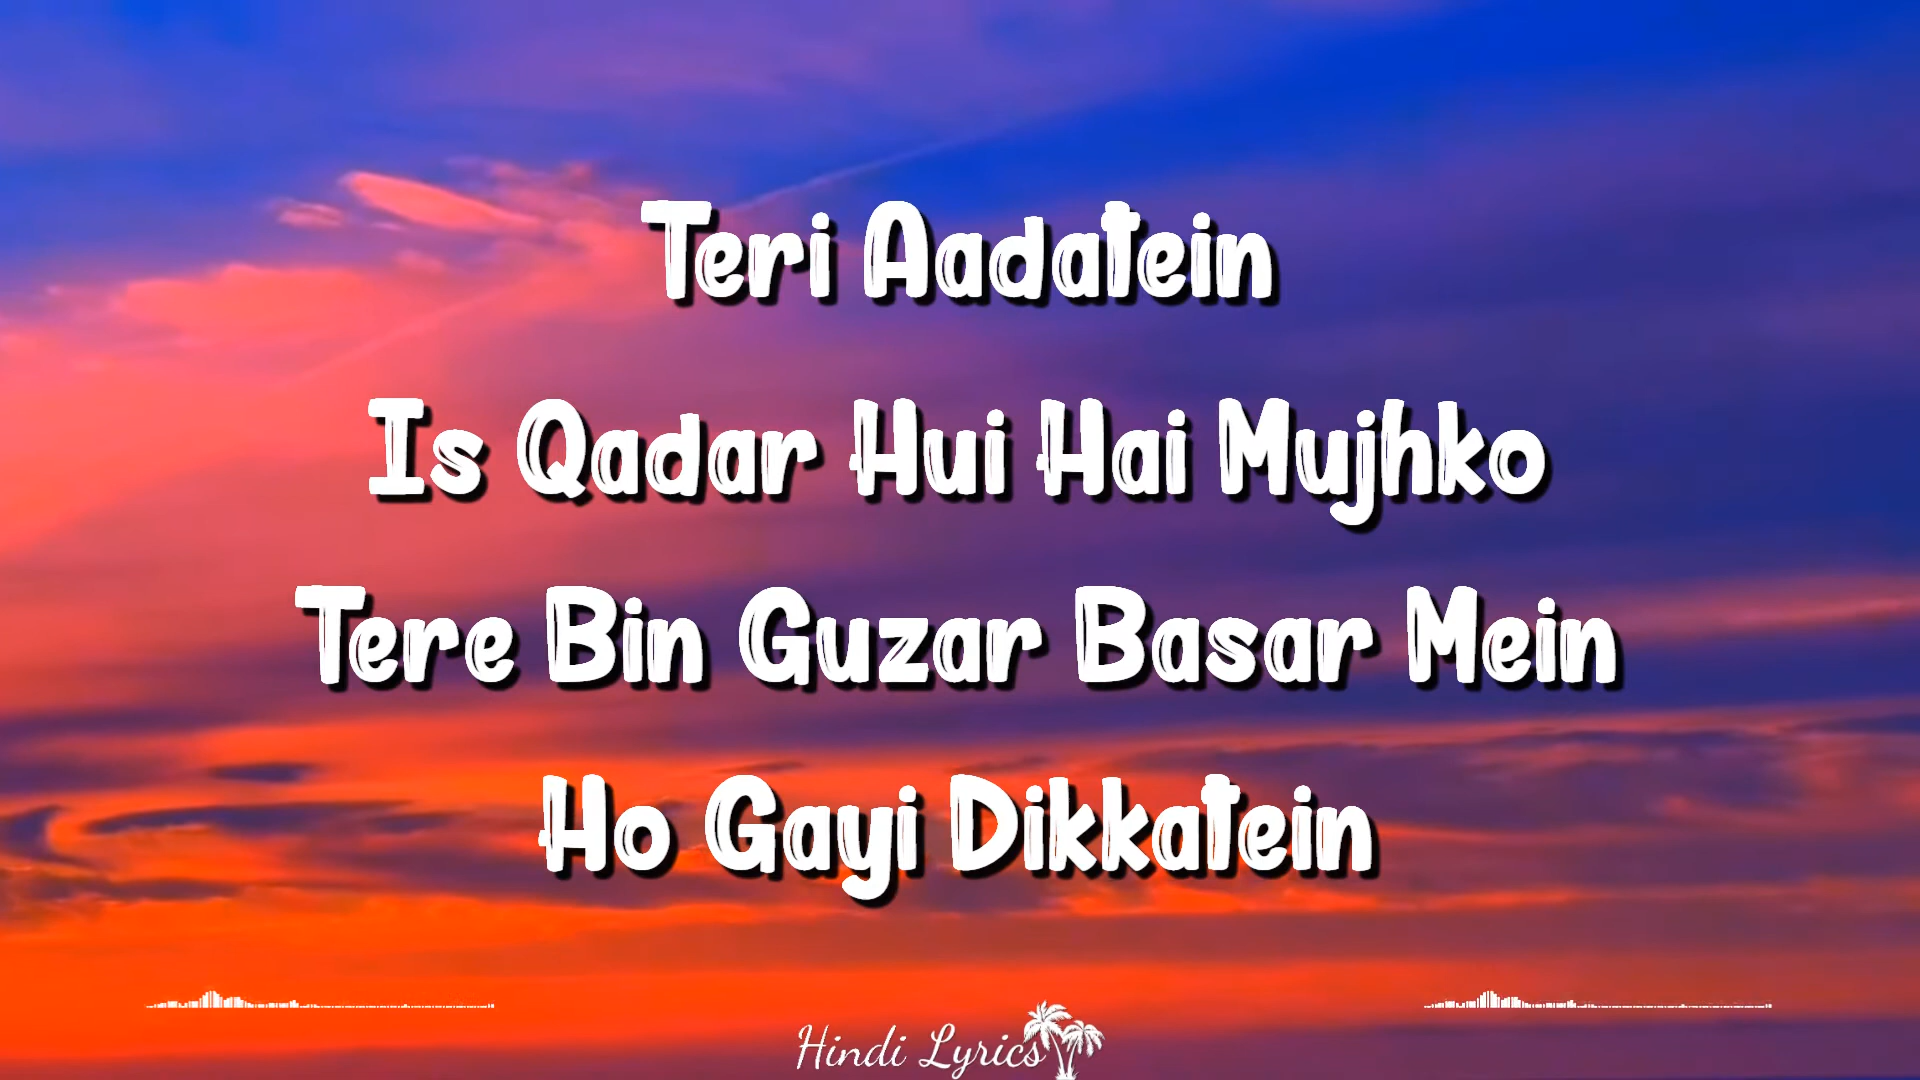 Teri Aadatein
Is Qadar Hui Hai Mujhko
Tere Bin Guzar Basar Mein
Ho Gayi Dikkatein
Hindi Lyrics